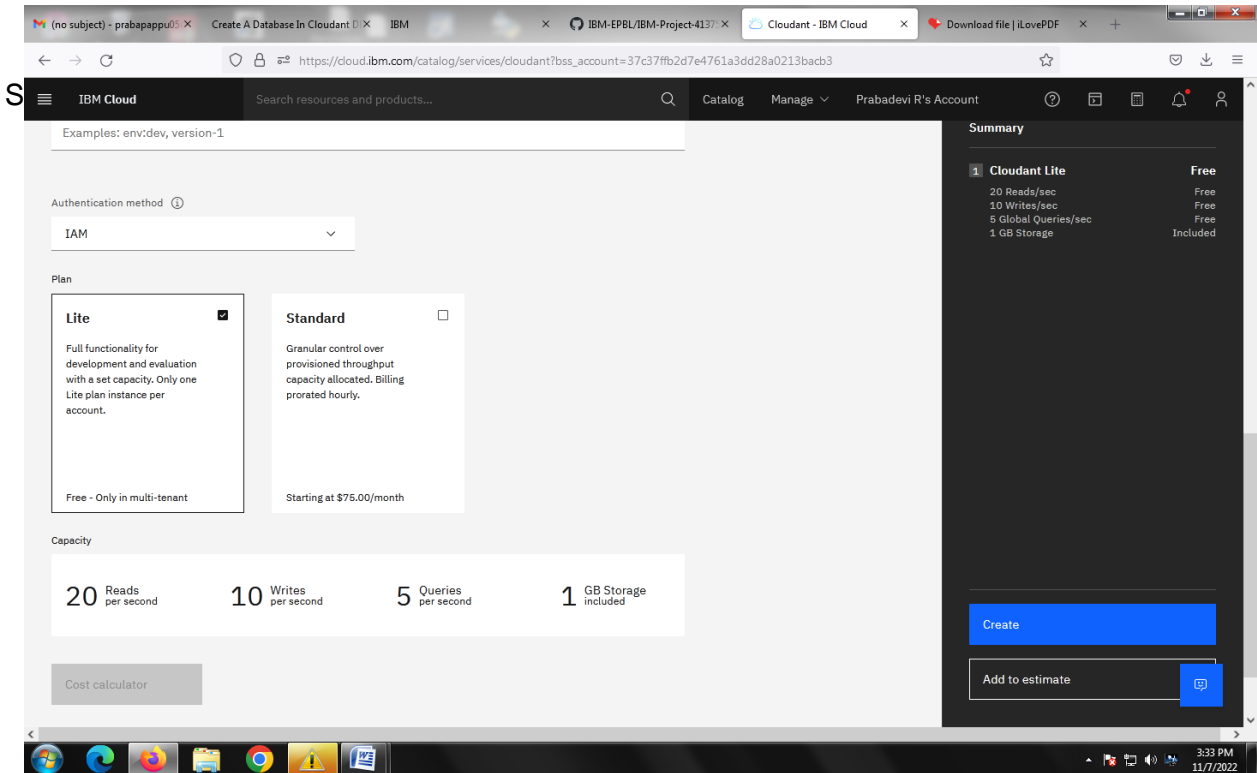 (no subject) - prabapappu05
Create A Database In Cloudant D
IBM
IBM-EPBL/IBM-Project-4137
Cloudant - IBM Cloud
Download file | iLovePDF
https://cloud.ibm.com/catalog/services/cloudant?bss_account=37c37ffb2d7e4761a3dd28a0213bacb3
S
IBM Cloud
Search resources and products...
Catalog
Manage
Prabadevi R's Account
Examples: env:dev, version-1
Authentication method
IAM
Plan
Lite
Full functionality for
development and evaluation
with a set capacity. Only one
Lite plan instance per
account.
Free - Only in multi-tenant
Standard
Granular control over
provisioned throughput
capacity allocated. Billing
prorated hourly.
Starting at $75.00/month
Capacity
20 Reads per second
10 Writes per second
5 Queries per second
1 GB Storage included
Cost calculator
Summary
1 Cloudant Lite Free
20 Reads/sec Free
10 Writes/sec Free
5 Global Queries/sec Free
1 GB Storage Included
Create
Add to estimate
3:33 PM
11/7/2022